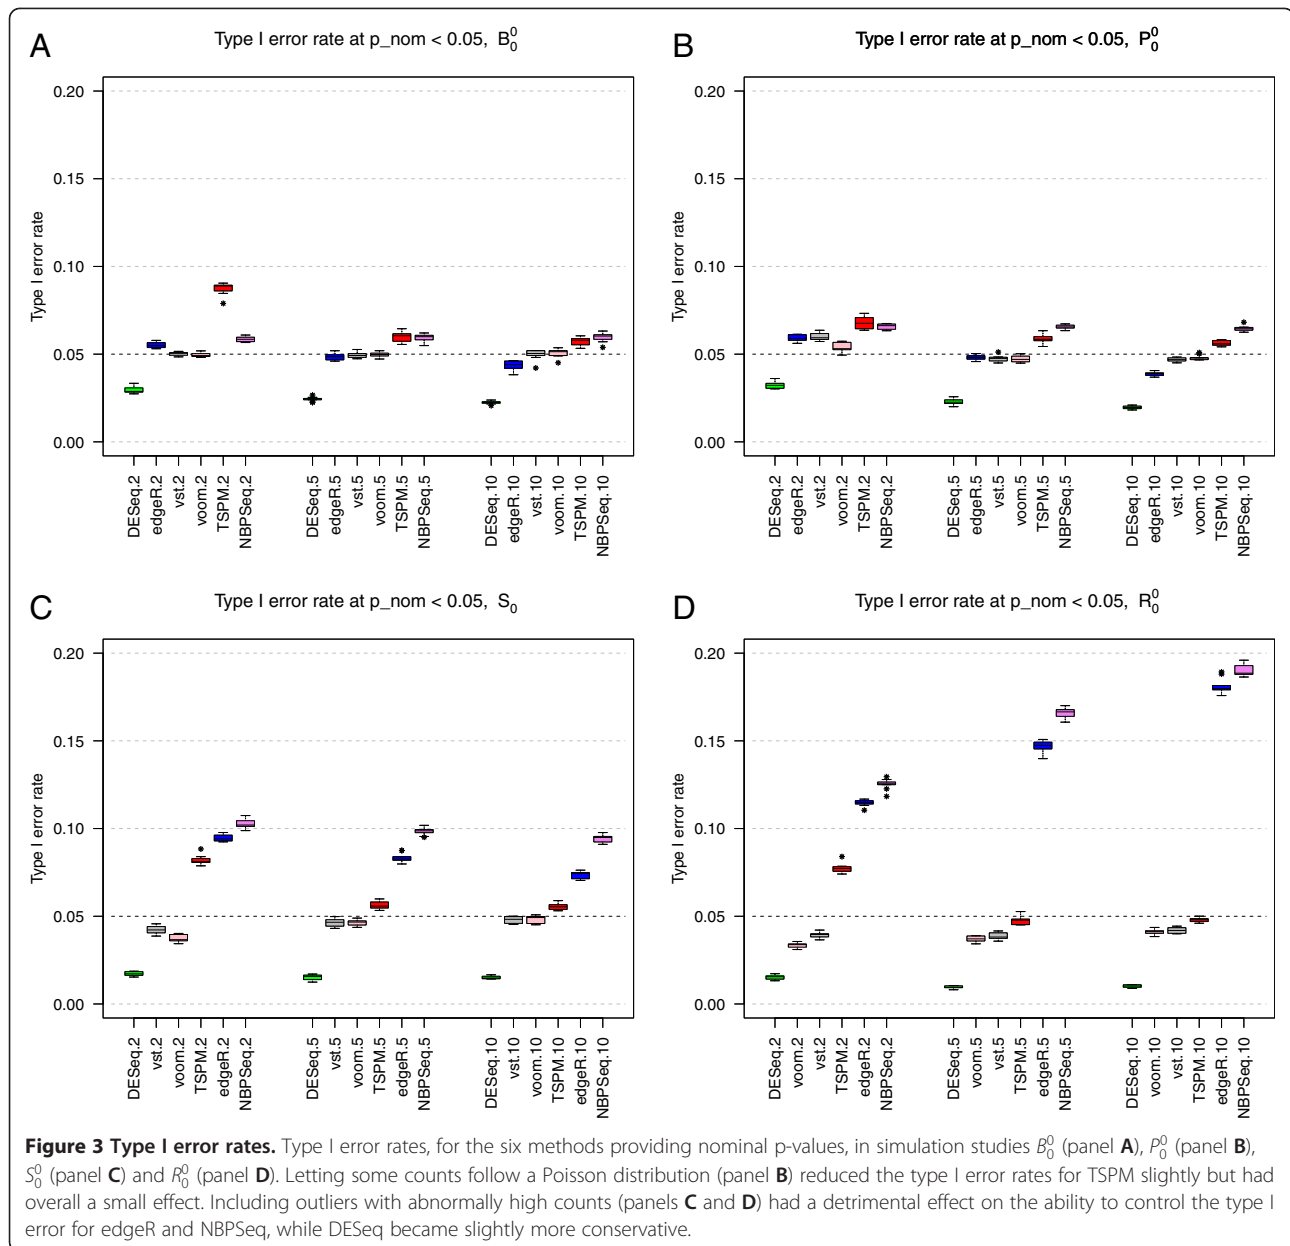 A
Type I error rate at p_nom < 0.05, B₀⁰
Type I error rate
0.20
0.15
0.10
0.05
0.00
DESeq.2
edgeR.2
vst.2
voom.2
TSPM.2
NBPSeq.2
DESeq.5
edgeR.5
vst.5
voom.5
TSPM.5
NBPSeq.5
DESeq.10
edgeR.10
vst.10
voom.10
TSPM.10
NBPSeq.10
B
Type I error rate at p_nom < 0.05, P₀⁰
Type I error rate
0.20
0.15
0.10
0.05
0.00
DESeq.2
edgeR.2
vst.2
voom.2
TSPM.2
NBPSeq.2
DESeq.5
edgeR.5
vst.5
voom.5
TSPM.5
NBPSeq.5
DESeq.10
edgeR.10
vst.10
voom.10
TSPM.10
NBPSeq.10
C
Type I error rate at p_nom < 0.05, S₀
Type I error rate
0.20
0.15
0.10
0.05
0.00
DESeq.2
vst.2
voom.2
TSPM.2
edgeR.2
NBPSeq.2
DESeq.5
vst.5
voom.5
TSPM.5
edgeR.5
NBPSeq.5
DESeq.10
vst.10
voom.10
TSPM.10
edgeR.10
NBPSeq.10
D
Type I error rate at p_nom < 0.05, R₀⁰
Type I error rate
0.20
0.15
0.10
0.05
0.00
DESeq.2
voom.2
vst.2
TSPM.2
edgeR.2
NBPSeq.2
DESeq.5
voom.5
vst.5
TSPM.5
edgeR.5
NBPSeq.5
DESeq.10
voom.10
vst.10
TSPM.10
edgeR.10
NBPSeq.10
Figure 3 Type I error rates. Type I error rates, for the six methods providing nominal p-values, in simulation studies B₀⁰ (panel A), P₀⁰ (panel B),
S₀⁰ (panel C) and R₀⁰ (panel D). Letting some counts follow a Poisson distribution (panel B) reduced the type I error rates for TSPM slightly but had
overall a small effect. Including outliers with abnormally high counts (panels C and D) had a detrimental effect on the ability to control the type I
error for edgeR and NBPSeq, while DESeq became slightly more conservative.